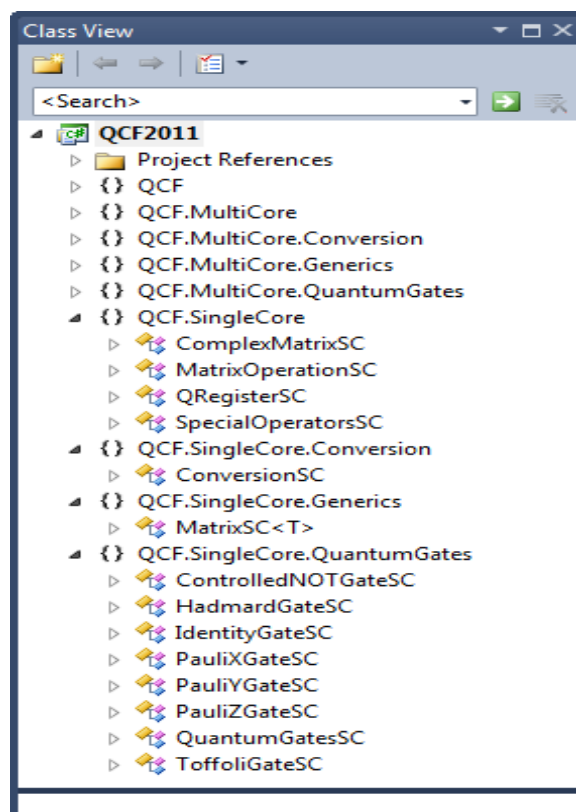 Class View
<Search>
QCF2011
Project References
{} QCF
{} QCF.MultiCore
{} QCF.MultiCore.Conversion
{} QCF.MultiCore.Generics
{} QCF.MultiCore.QuantumGates
{} QCF.SingleCore
ComplexMatrixSC
MatrixOperationSC
QRegisterSC
SpecialOperatorsSC
{} QCF.SingleCore.Conversion
ConversionSC
{} QCF.SingleCore.Generics
MatrixSC<T>
{} QCF.SingleCore.QuantumGates
ControlledNOTGateSC
HadmardGateSC
IdentityGateSC
PauliXGateSC
PauliYGateSC
PauliZGateSC
QuantumGatesSC
ToffoliGateSC